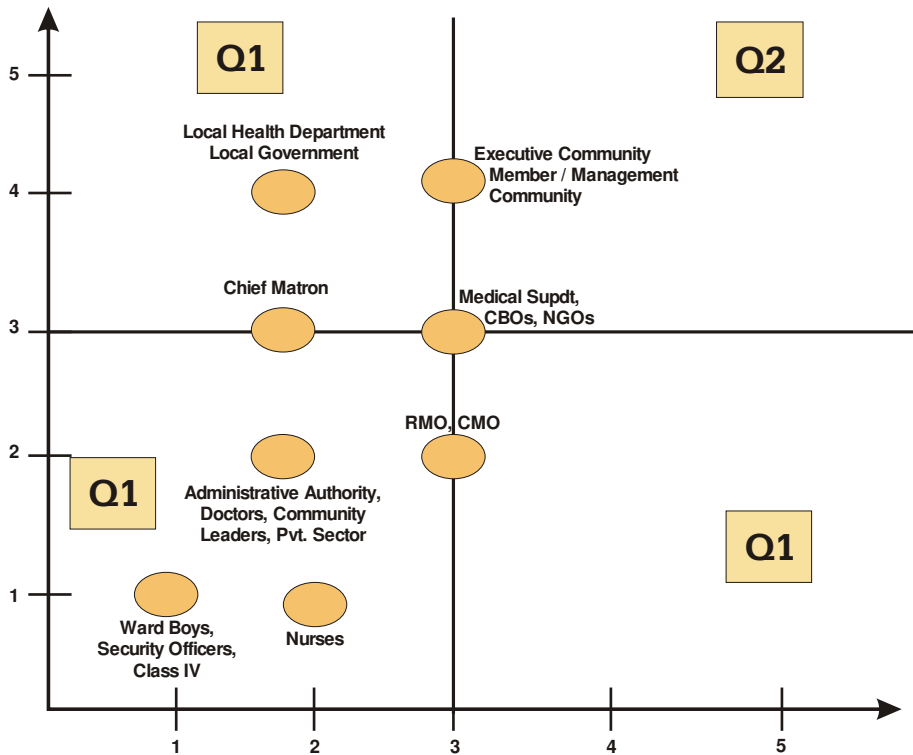 Q1
Q2
5
Local Health Department
Local Government
Executive Community
Member / Management
Community
4
Chief Matron
Medical Supdt,
CBOs, NGOs
3
RMO, CMO
2
Q1
Administrative Authority,
Doctors, Community
Leaders, Pvt. Sector
Q1
1
Ward Boys,
Security Officers,
Class IV
Nurses
1
2
3
4
5